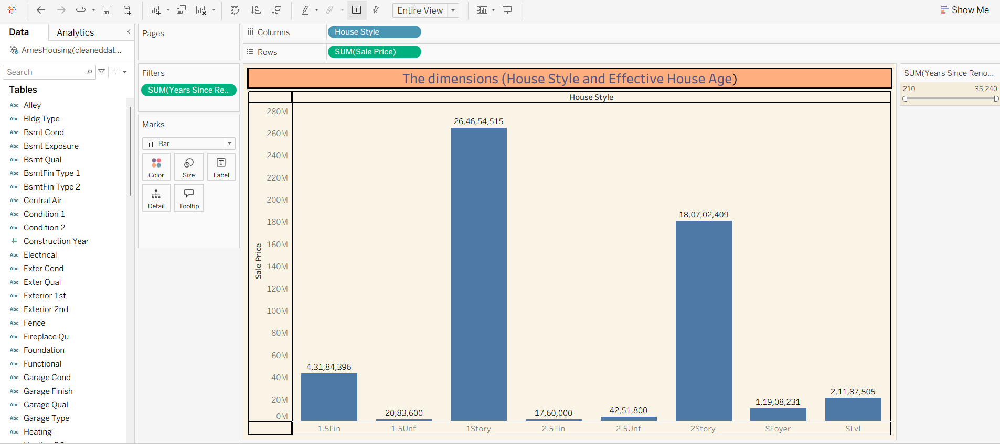 Entire View
Show Me
Data
Analytics
AmesHousing(cleaneddat...
Search
Tables
Abc Alley
Abc Bldg Type
Abc Bsmt Cond
Abc Bsmt Exposure
Abc Bsmt Qual
Abc BsmtFin Type 1
Abc BsmtFin Type 2
Abc Central Air
Abc Condition 1
Abc Condition 2
# Construction Year
Abc Electrical
Abc Exter Cond
Abc Exter Qual
Abc Exterior 1st
Abc Exterior 2nd
Abc Fence
Abc Fireplace Qu
Abc Foundation
Abc Functional
Abc Garage Cond
Abc Garage Finish
Abc Garage Qual
Abc Garage Type
Abc Heating
Pages
Filters
SUM(Years Since Re..
Marks
Bar
Color
Size
Label
Detail
Tooltip
Columns
House Style
Rows
SUM(Sale Price)
The dimensions (House Style and Effective House Age)
House Style
Sale Price
280M
260M
240M
220M
200M
180M
160M
140M
120M
100M
80M
60M
40M
20M
0M
4,31,84,396
20,83,600
26,46,54,515
17,60,000
42,51,800
18,07,02,409
1,19,08,231
2,11,87,505
1.5Fin
1.5Unf
1Story
2.5Fin
2.5Unf
2Story
SFoyer
SLvl
SUM(Years Since Reno...
210
35,240